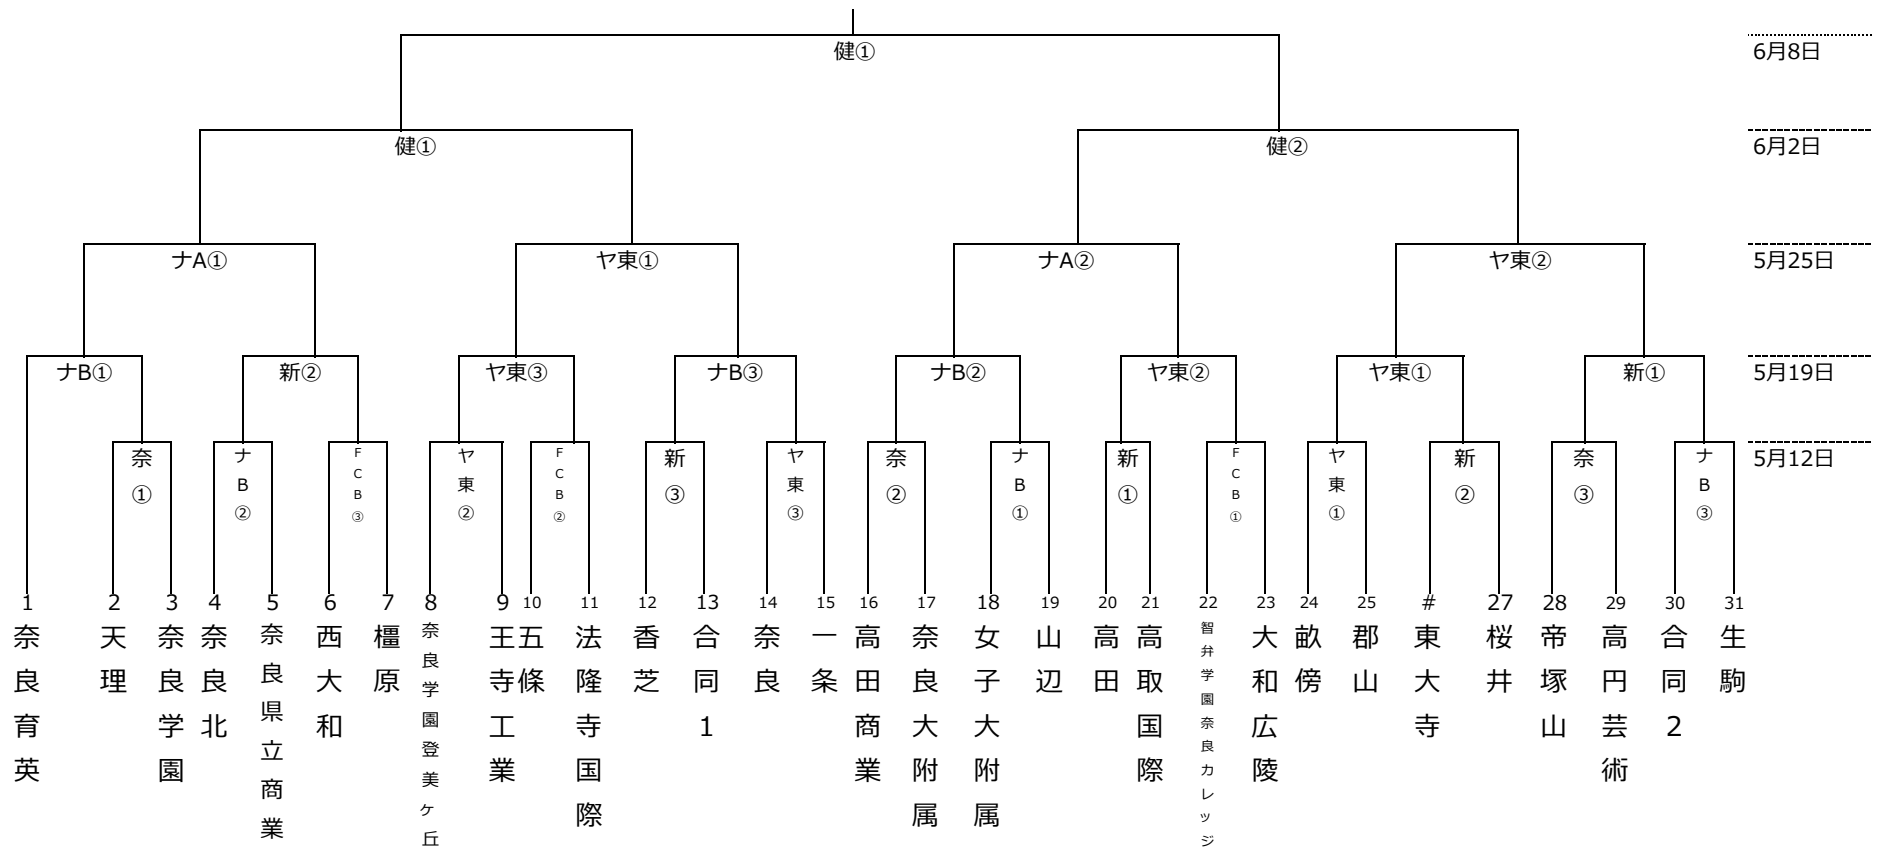 健①
6月8日
健①
健②
6月2日
ナA①
ヤ東①
ナA②
ヤ東②
5月25日
ナB①
新②
ヤ東③
ナB③
ナB②
ヤ東②
ヤ東①
新①
5月19日
奈①
ナB②
FCB③
ヤ東②
FCB②
新③
ヤ東③
奈②
ナB①
新①
FCB①
ヤ東①
新②
奈③
ナB③
5月12日
1 奈良育英
2 天理
3 奈良学園
4 奈良北
5 奈良県立商業
6 西大和
7 橿原
8 奈良学園登美ケ丘
9 王寺工業
10 五條
11 法隆寺国際
12 香芝
13 合同1
14 奈良
15 一条
16 高田商業
17 奈良大附属
18 女子大附属
19 山辺
20 高田
21 高取国際
22 智弁学園奈良カレッジ
23 大和広陵
24 畝傍
25 郡山
# 東大寺
27 桜井
28 帝塚山
29 高円芸術
30 合同2
31 生駒